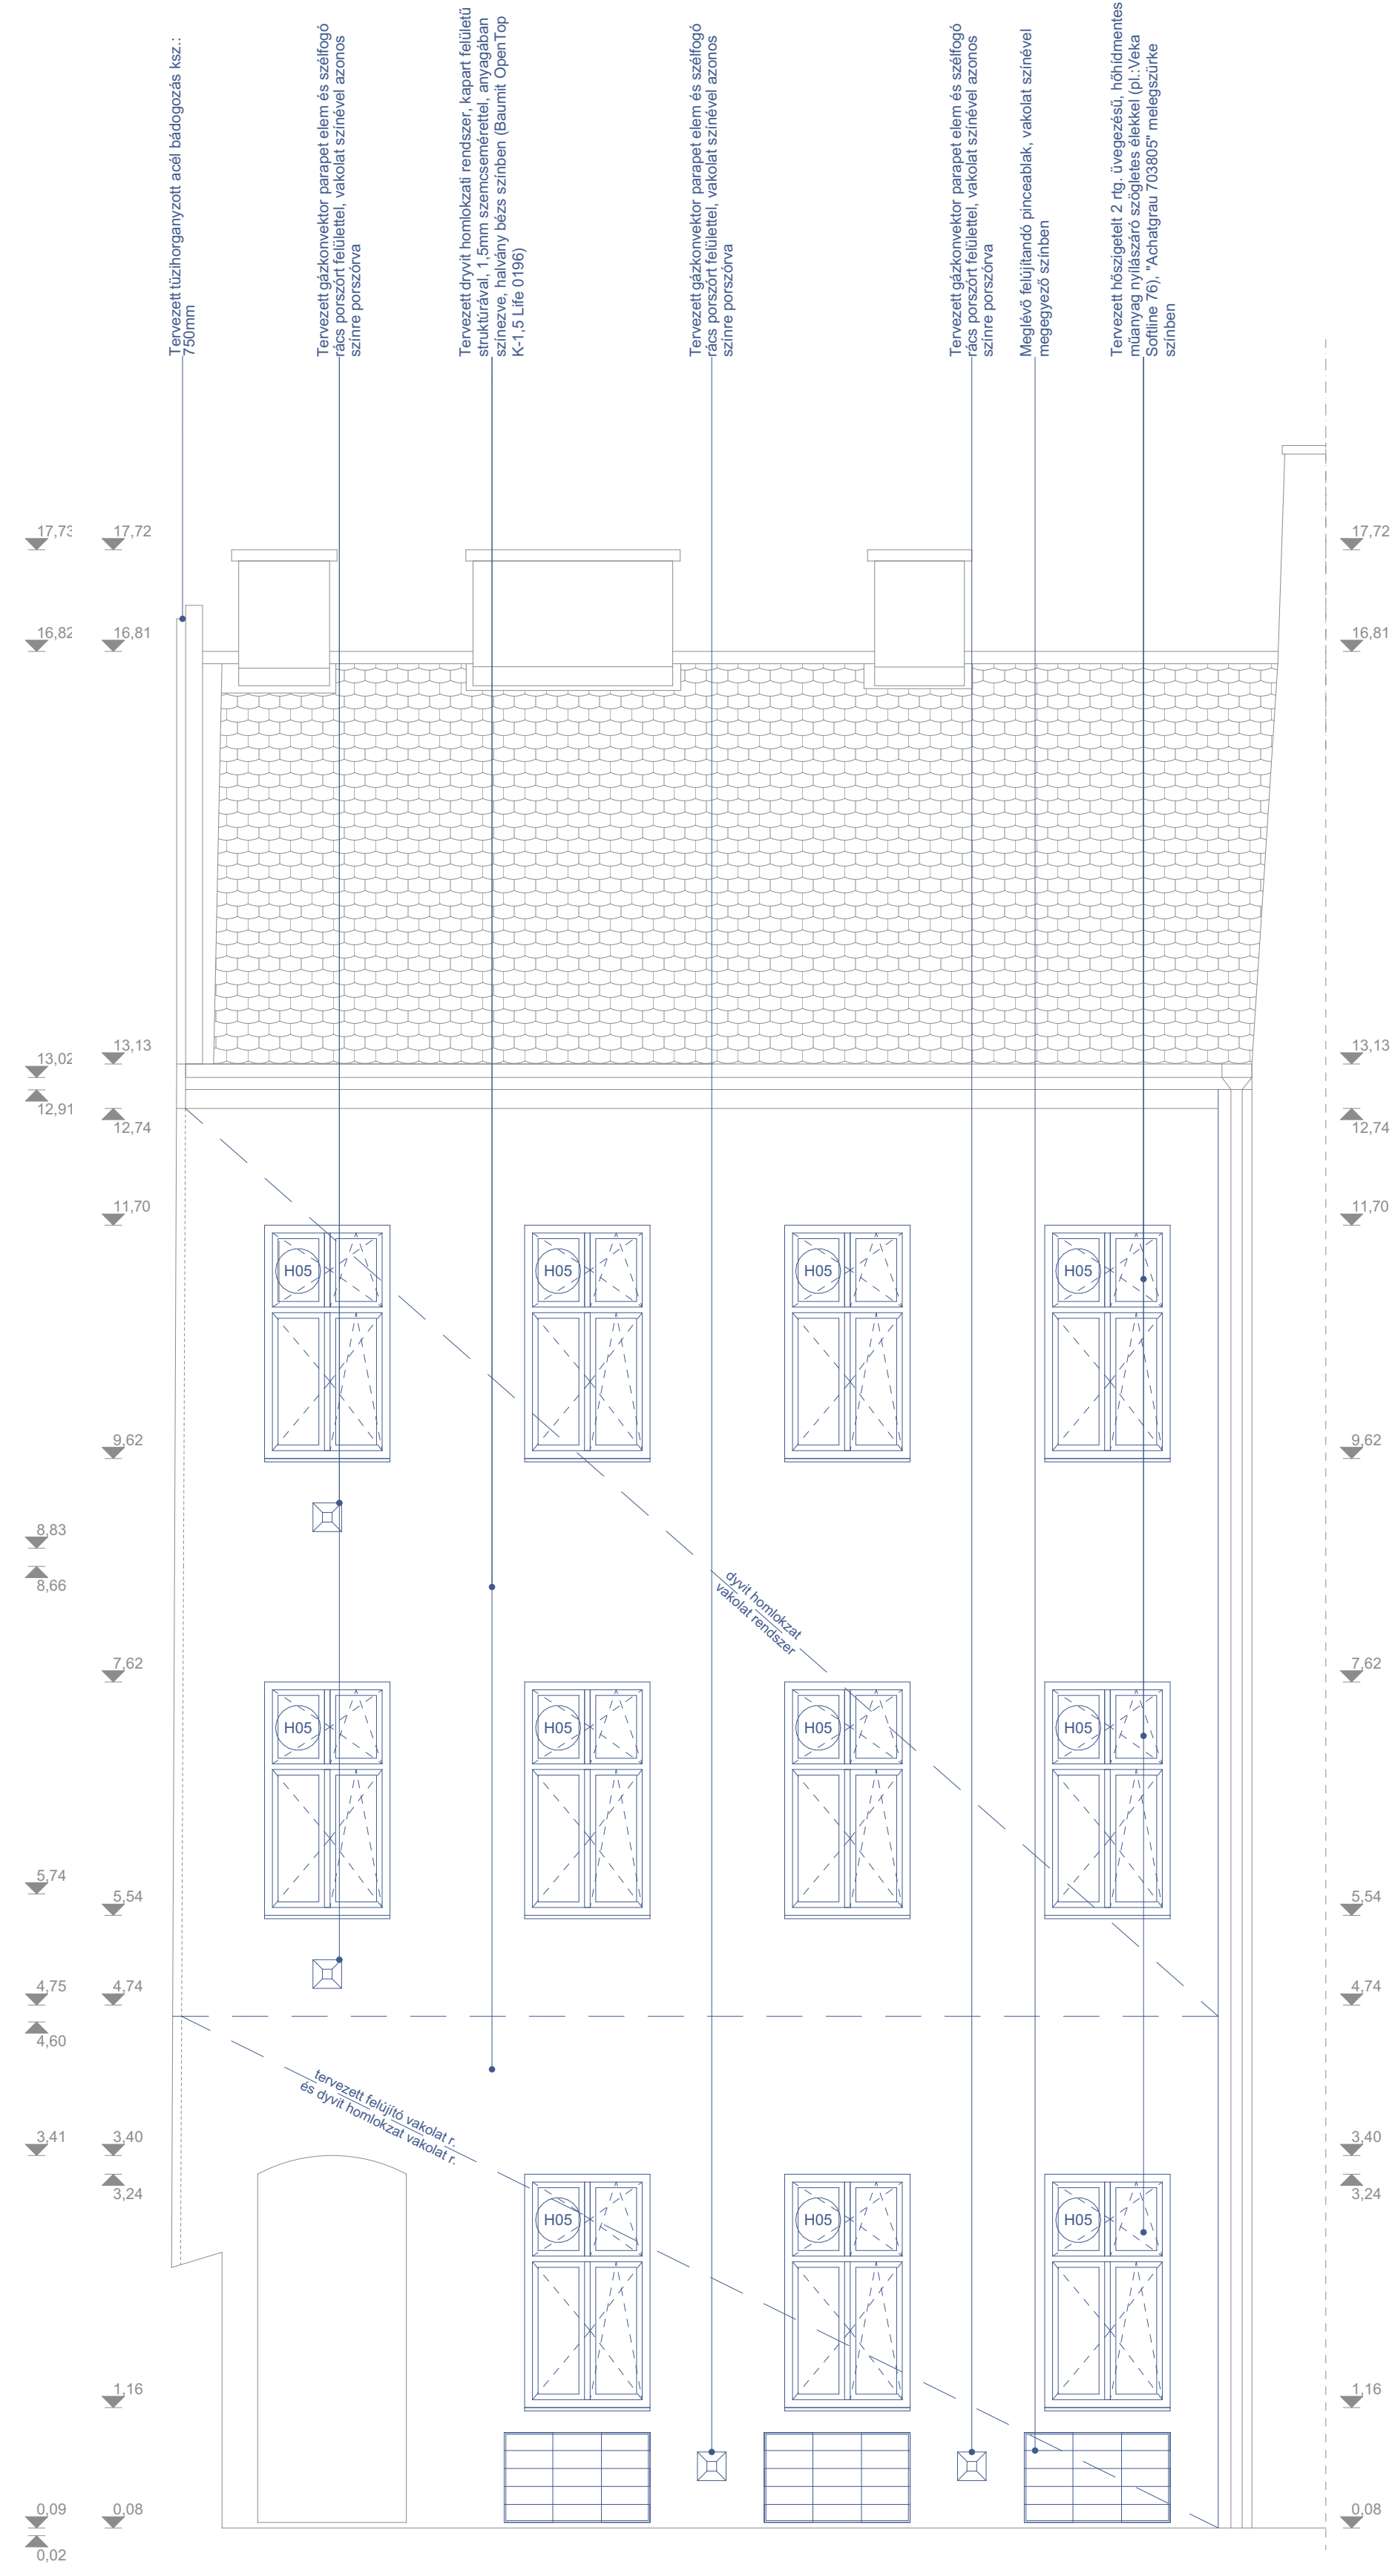 Tervezett tüzihorganyzott acél bádogozás ksz.:
750mm
Tervezett gázkonvektor parapet elem és szélfogó
rács porszórt felülettel, vakolat színével azonos
színre porszórva
Tervezett dryvit homlokzati rendszer, kapart felületű
struktúrával, 1,5mm szemcsemérettel, anyagában
színezve, halvány bézs színben (Baumit OpenTop
K-1,5 Life 0196)
Tervezett gázkonvektor parapet elem és szélfogó
rács porszórt felülettel, vakolat színével azonos
színre porszórva
Tervezett gázkonvektor parapet elem és szélfogó
rács porszórt felülettel, vakolat színével azonos
színre porszórva
Meglévő felújítandó pinceablak, vakolat színével
megegyező színben
Tervezett hőszigetelt 2 rtg. üvegezésű, hőhídmentes
műanyag nyílászáró szögletes élekkel (pl.:Veka
Softline 76), "Achatgrau 703805" melegszürke
színben
17,73 17,72 17,72
16,82 16,81 16,81
13,02 13,13 13,13
12,91 12,74 12,74
11,70 11,70
H05 H05 H05 H05
9,62 9,62
8,83
8,66
dyvit homlokzat
vakolat rendszer
7,62 7,62
H05 H05 H05 H05
5,74
5,54 5,54
4,75 4,74 4,74
4,60
tervezett felújító vakolat r.
és dyvit homlokzat vakolat r.
3,41 3,40 3,40
3,24 3,24
H05 H05 H05
1,16 1,16
0,09 0,08 0,08
0,02